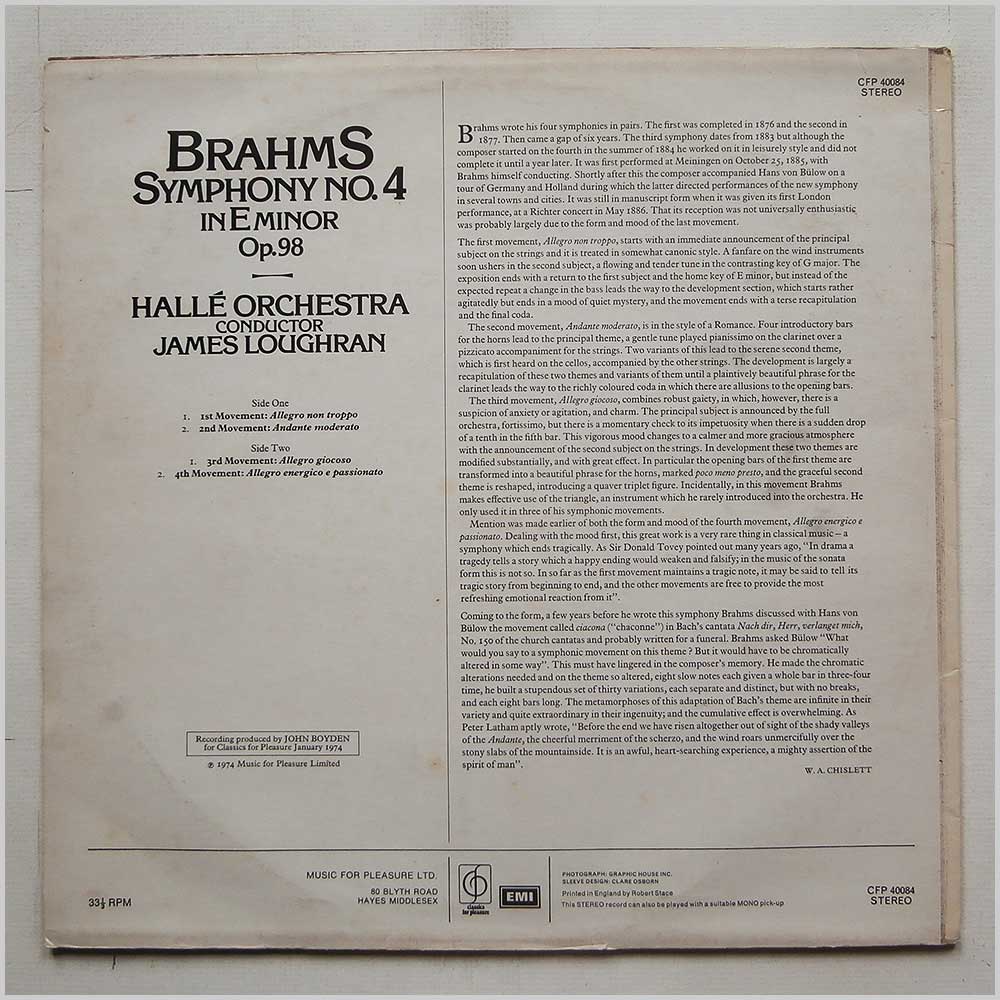 CFP 40084
STEREO
BRAHMS
SYMPHONY NO. 4
IN E MINOR
Op.98
HALLÉ ORCHESTRA
CONDUCTOR
JAMES LOUGHRAN
Side One
1. 1st Movement: Allegro non troppo
2. 2nd Movement: Andante moderato
Side Two
1. 3rd Movement: Allegro giocoso
2. 4th Movement: Allegro energico e passionato
Recording produced by JOHN BOYDEN
for Classics for Pleasure January 1974
℗ 1974 Music for Pleasure Limited
Brahms wrote his four symphonies in pairs. The first was completed in 1876 and the second in
1877. Then came a gap of six years. The third symphony dates from 1883 but although the
composer started on the fourth in the summer of 1884 he worked on it in leisurely style and did not
complete it until a year later. It was first performed at Meiningen on October 25, 1885, with
Brahms himself conducting. Shortly after this the composer accompanied Hans von Bülow on a
tour of Germany and Holland during which the latter directed performances of the new symphony
in several towns and cities. It was still in manuscript form when it was given its first London
performance, at a Richter concert in May 1886. That its reception was not universally enthusiastic
was probably largely due to the form and mood of the last movement.
The first movement, Allegro non troppo, starts with an immediate announcement of the principal
subject on the strings and it is treated in somewhat canonic style. A fanfare on the wind instruments
soon ushers in the second subject, a flowing and tender tune in the contrasting key of G major. The
exposition ends with a return to the first subject and the home key of E minor, but instead of the
expected repeat a change in the bass leads the way to the development section, which starts rather
agitatedly but ends in a mood of quiet mystery, and the movement ends with a terse recapitulation
and the final coda.
The second movement, Andante moderato, is in the style of a Romance. Four introductory bars
for the horns lead to the principal theme, a gentle tune played pianissimo on the clarinet over a
pizzicato accompaniment for the strings. Two variants of this lead to the serene second theme,
which is first heard on the cellos, accompanied by the other strings. The development is largely a
recapitulation of these two themes and variants of them until a plaintively beautiful phrase for the
clarinet leads the way to the richly coloured coda in which there are allusions to the opening bars.
The third movement, Allegro giocoso, combines robust gaiety, in which, however, there is a
suspicion of anxiety or agitation, and charm. The principal subject is announced by the full
orchestra, fortissimo, but there is a momentary check to its impetuosity when there is a sudden drop
of a tenth in the fifth bar. This vigorous mood changes to a calmer and more gracious atmosphere
with the announcement of the second subject on the strings. In development these two themes are
modified substantially, and with great effect. In particular the opening bars of the first theme are
transformed into a beautiful phrase for the horns, marked poco meno presto, and the graceful second
theme is reshaped, introducing a quaver triplet figure. Incidentally, in this movement Brahms
makes effective use of the triangle, an instrument which he rarely introduced into the orchestra. He
only used it in three of his symphonic movements.
Mention was made earlier of both the form and mood of the fourth movement, Allegro energico e
passionato. Dealing with the mood first, this great work is a very rare thing in classical music – a
symphony which ends tragically. As Sir Donald Tovey pointed out many years ago, "In drama a
tragedy tells a story which a happy ending would weaken and falsify; in the music of the sonata
form this is not so. In so far as the first movement maintains a tragic note, it may be said to tell its
tragic story from beginning to end, and the other movements are free to provide the most
refreshing emotional reaction from it".
Coming to the form, a few years before he wrote this symphony Brahms discussed with Hans von
Bülow the movement called ciacona ("chaconne") in Bach's cantata Nach dir, Herr, verlanget mich,
No. 150 of the church cantatas and probably written for a funeral. Brahms asked Bülow "What
would you say to a symphonic movement on this theme? But it would have to be chromatically
altered in some way". This must have lingered in the composer's memory. He made the chromatic
alterations needed and on the theme so altered, eight slow notes each given a whole bar in three-four
time, he built a stupendous set of thirty variations, each separate and distinct, but with no breaks,
and each eight bars long. The metamorphoses of this adaptation of Bach's theme are infinite in their
variety and quite extraordinary in their ingenuity; and the cumulative effect is overwhelming. As
Peter Latham aptly wrote, "Before the end we have risen altogether out of sight of the shady valleys
of the Andante, the cheerful merriment of the scherzo, and the wind roars unmercifully over the
stony slabs of the mountainside. It is an awful, heart-searching experience, a mighty assertion of the
spirit of man".
W. A. CHISLETT
33⅓ RPM
MUSIC FOR PLEASURE LTD.
80 BLYTH ROAD
HAYES MIDDLESEX
classics
for pleasure
EMI
PHOTOGRAPH: GRAPHIC HOUSE INC.
SLEEVE DESIGN: CLARE OSBORN
Printed in England by Robert Stace
This STEREO record can also be played with a suitable MONO pick-up
CFP 40084
STEREO